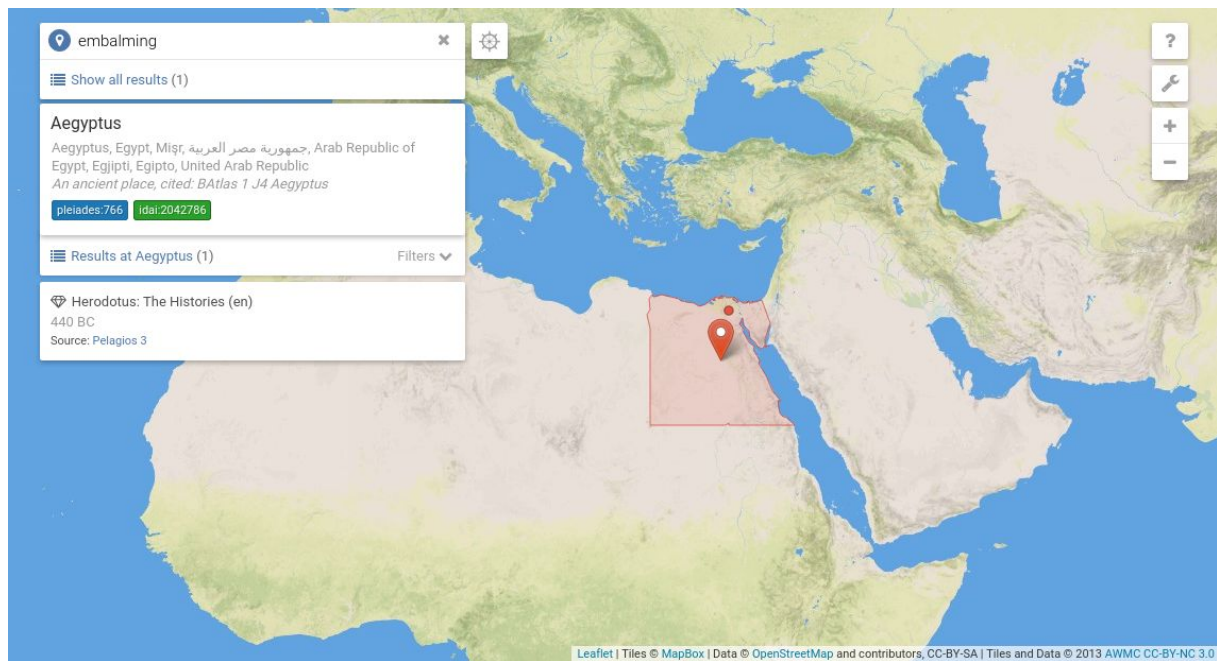 embalming ✖
Show all results (1)
Aegyptus
Aegyptus, Egypt, Mişr, جمهورية مصر العربية, Arab Republic of
Egypt, Egjipti, Egipto, United Arab Republic
An ancient place, cited: BAtlas 1 J4 Aegyptus
pleiades:766 idai:2042786
Results at Aegyptus (1) Filters
Herodotus: The Histories (en)
440 BC
Source: Pelagios 3
?
+
−
Leaflet | Tiles © MapBox | Data © OpenStreetMap and contributors, CC-BY-SA | Tiles and Data © 2013 AWMC CC-BY-NC 3.0